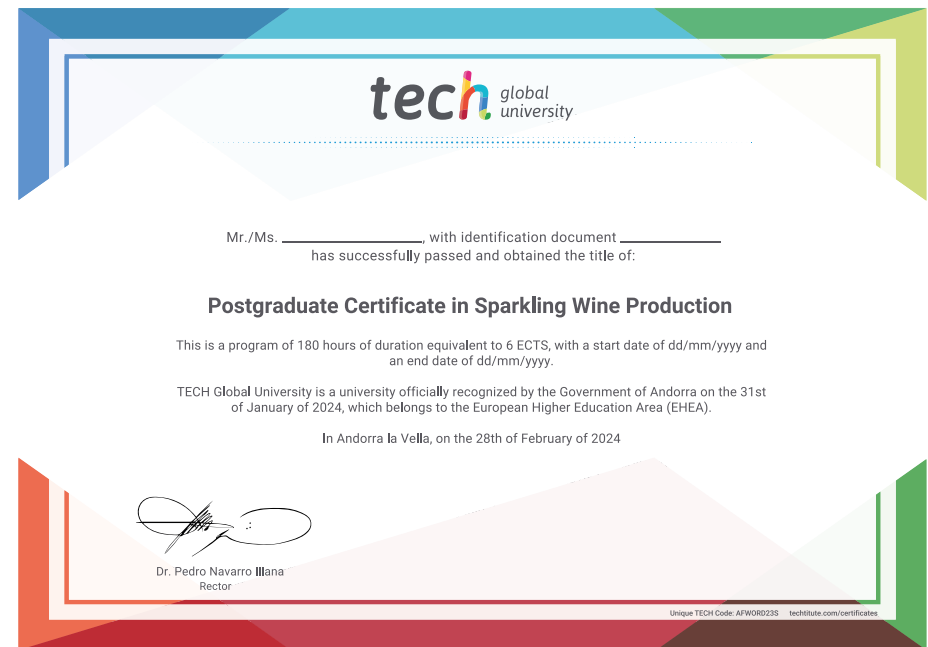 tech global
university
Mr./Ms. ____________, with identification document ____________
has successfully passed and obtained the title of:
Postgraduate Certificate in Sparkling Wine Production
This is a program of 180 hours of duration equivalent to 6 ECTS, with a start date of dd/mm/yyyy and
an end date of dd/mm/yyyy.
TECH Global University is a university officially recognized by the Government of Andorra on the 31st
of January of 2024, which belongs to the European Higher Education Area (EHEA).
In Andorra la Vella, on the 28th of February of 2024
Dr. Pedro Navarro Illana
Rector
Unique TECH Code: AFWORD23S techtitute.com/certificates